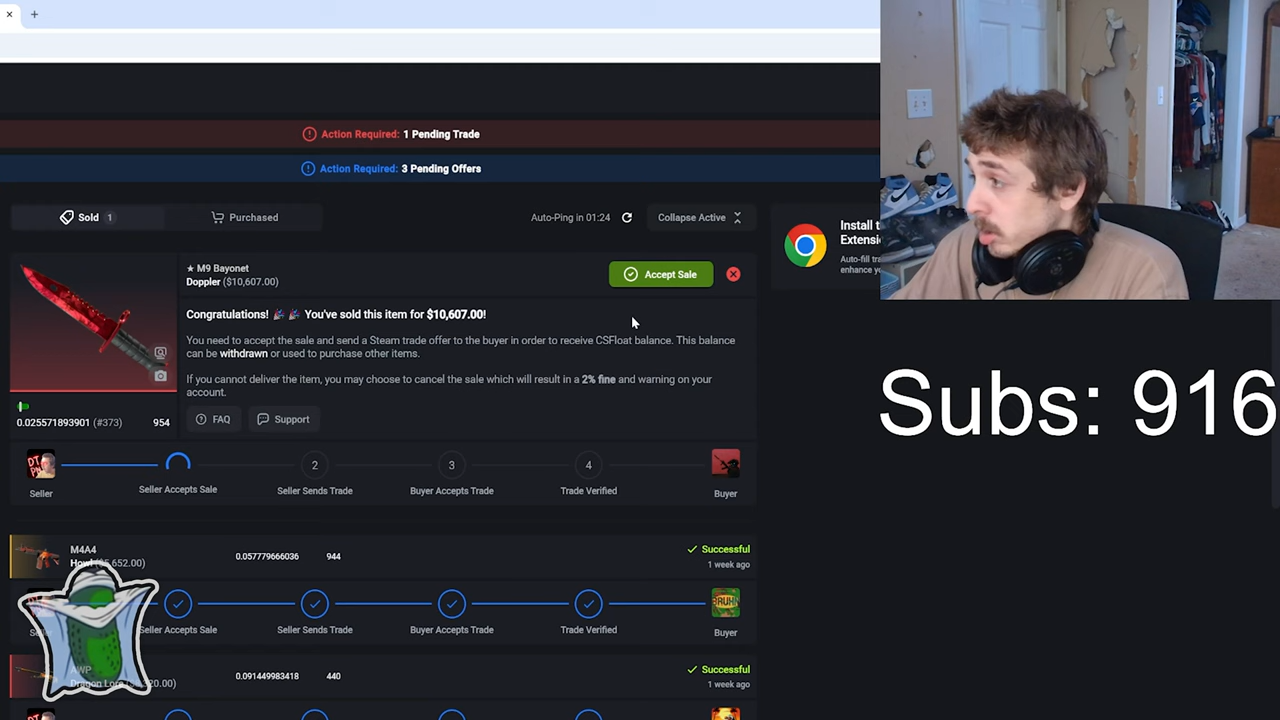 Action Required: 1 Pending Trade
Action Required: 3 Pending Offers
Sold 1
Purchased
Auto-Ping in 01:24
Collapse Active
Install t
Extensi
Auto-fill tra
enhance yo
★ M9 Bayonet
Doppler ($10,607.00)
Accept Sale
Congratulations! 🎉 🎉 You've sold this item for $10,607.00!
You need to accept the sale and send a Steam trade offer to the buyer in order to receive CSFloat balance. This balance
can be withdrawn or used to purchase other items.
If you cannot deliver the item, you may choose to cancel the sale which will result in a 2% fine and warning on your
account.
0.025571893901 (#373) 954
FAQ
Support
Subs: 916
2 3 4
Seller
Seller Accepts Sale
Seller Sends Trade
Buyer Accepts Trade
Trade Verified
Buyer
M4A4
0.057779666036 944
Successful
1 week ago
BRUH
Seller Accepts Sale
Seller Sends Trade
Buyer Accepts Trade
Trade Verified
Buyer
AWP
0.091449983418 440
Successful
1 week ago